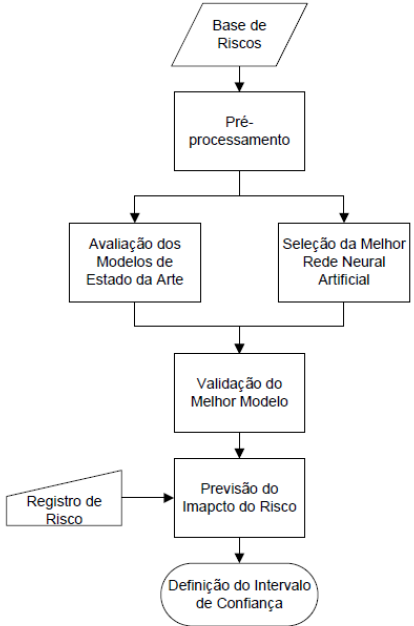 Base de
Riscos
Pré-
processamento
Avaliação dos
Modelos de
Estado da Arte
Seleção da Melhor
Rede Neural
Artificial
Validação do
Melhor Modelo
Registro de
Risco
Previsão do
Imapcto do Risco
Definição do Intervalo
de Confiança